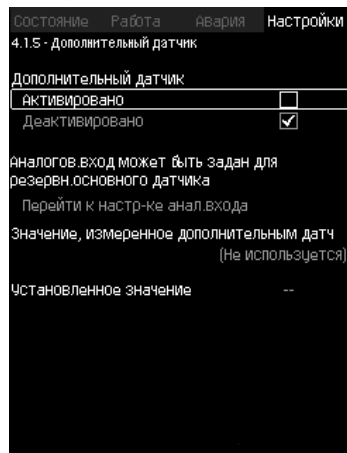 Состояние Работа Авария Настройки
4.1.5 - Дополнительный датчик
Дополнительный датчик
Активировано
Деактивировано
Аналогов.вход может быть задан для
резервн.основного датчика
Перейти к настр-ке анал.входа
Значение, измеренное дополнительным датч
(Не используется)
Установленное значение --